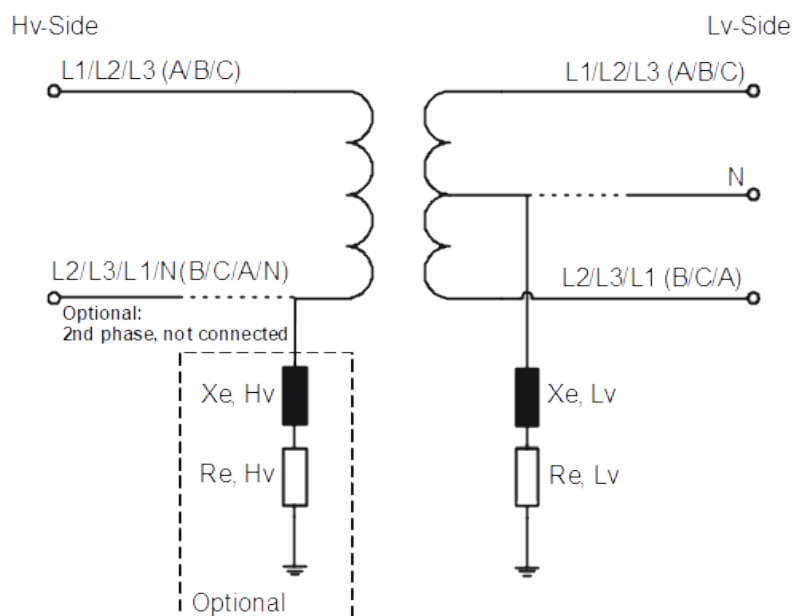 Hv-Side
Lv-Side
L1/L2/L3 (A/B/C)
L1/L2/L3 (A/B/C)
N
L2/L3/L1/N(B/C/A/N)
L2/L3/L1 (B/C/A)
Optional:
2nd phase, not connected
Xe, Hv
Xe, Lv
Re, Hv
Re, Lv
Optional